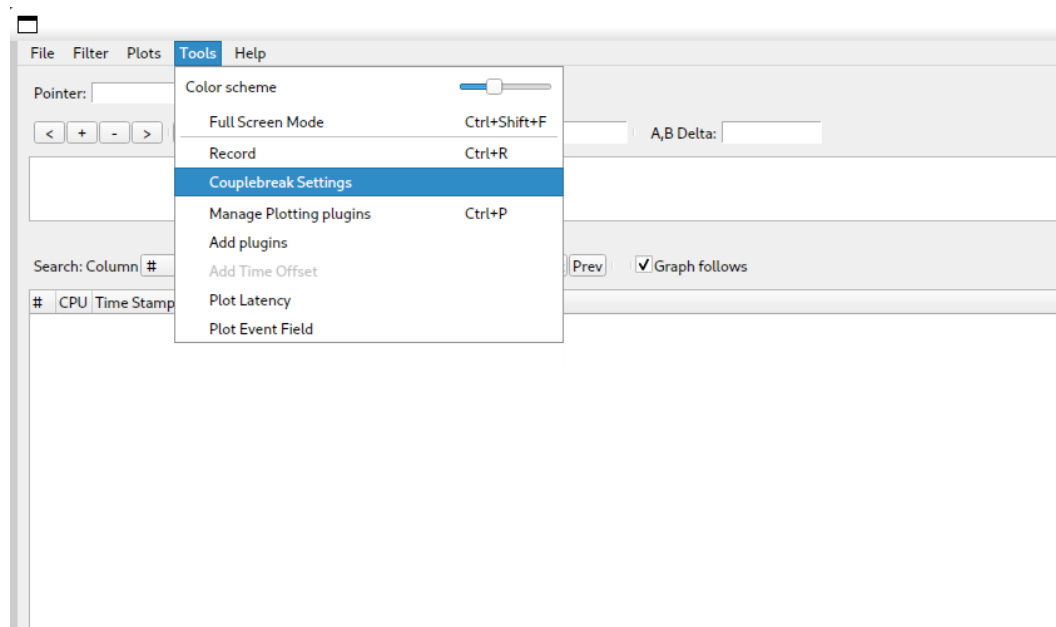 File Filter Plots Tools Help
Pointer:
Color scheme
Full Screen Mode Ctrl+Shift+F
< + - > A,B Delta:
Record Ctrl+R
Couplebreak Settings
Manage Plotting plugins Ctrl+P
Add plugins
Search: Column # Prev Graph follows
Add Time Offset
# CPU Time Stamp
Plot Latency
Plot Event Field